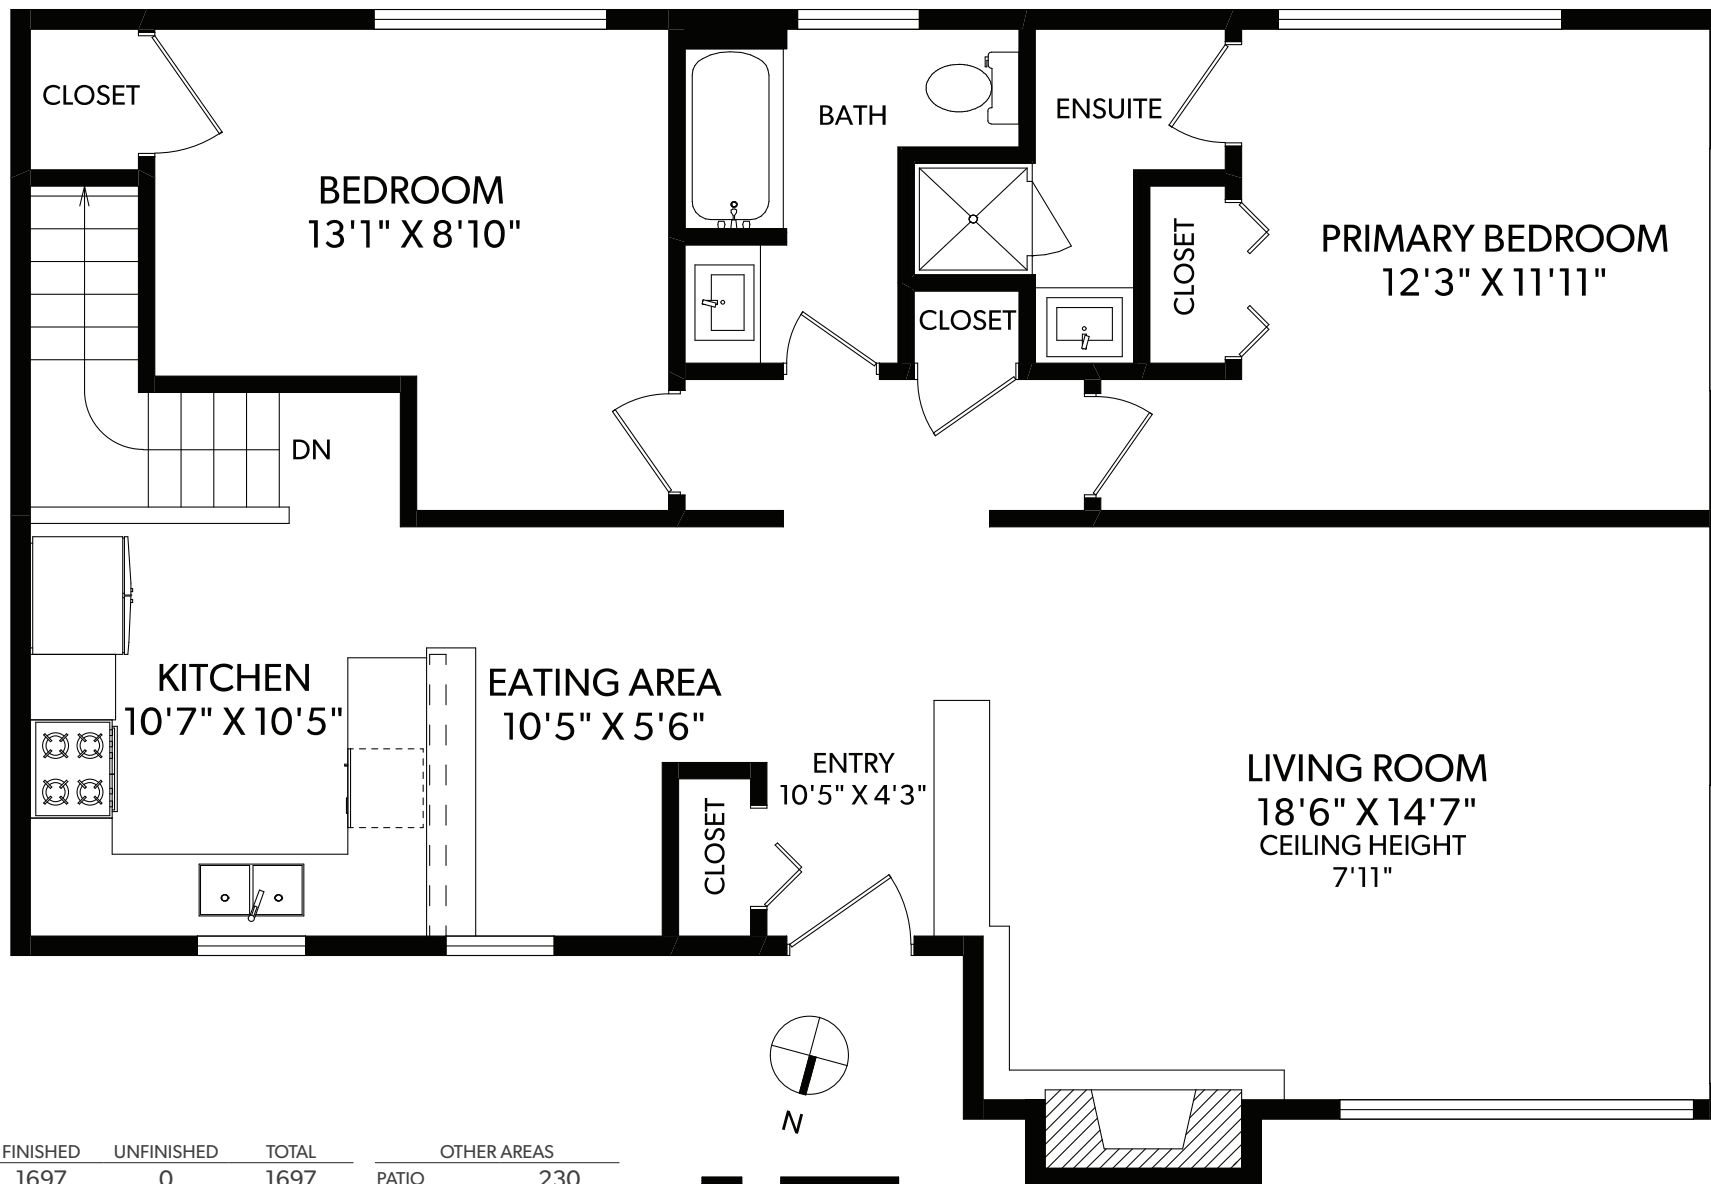 CLOSET
BEDROOM
13'1" X 8'10"
BATH
ENSUITE
CLOSET
CLOSET
PRIMARY BEDROOM
12'3" X 11'11"
DN
KITCHEN
10'7" X 10'5"
EATING AREA
10'5" X 5'6"
ENTRY
10'5" X 4'3"
CLOSET
LIVING ROOM
18'6" X 14'7"
CEILING HEIGHT
7'11"
N
FINISHED UNFINISHED TOTAL OTHER AREAS
1697 0 1697 PATIO 230